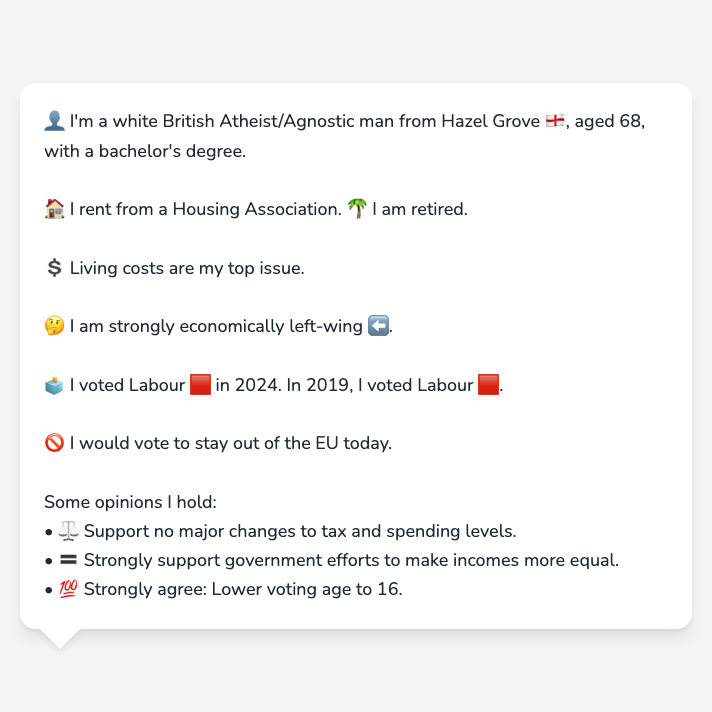 👤 I'm a white British Atheist/Agnostic man from Hazel Grove 🏴󠁧󠁢󠁥󠁮󠁧󠁿, aged 68,
with a bachelor's degree.
🏠 I rent from a Housing Association. 🌴 I am retired.
💲 Living costs are my top issue.
🤔 I am strongly economically left-wing ⬅️.
🗳️ I voted Labour 🟥 in 2024. In 2019, I voted Labour 🟥.
🚫 I would vote to stay out of the EU today.
Some opinions I hold:
• ⚖️ Support no major changes to tax and spending levels.
• 🟰 Strongly support government efforts to make incomes more equal.
• 💯 Strongly agree: Lower voting age to 16.